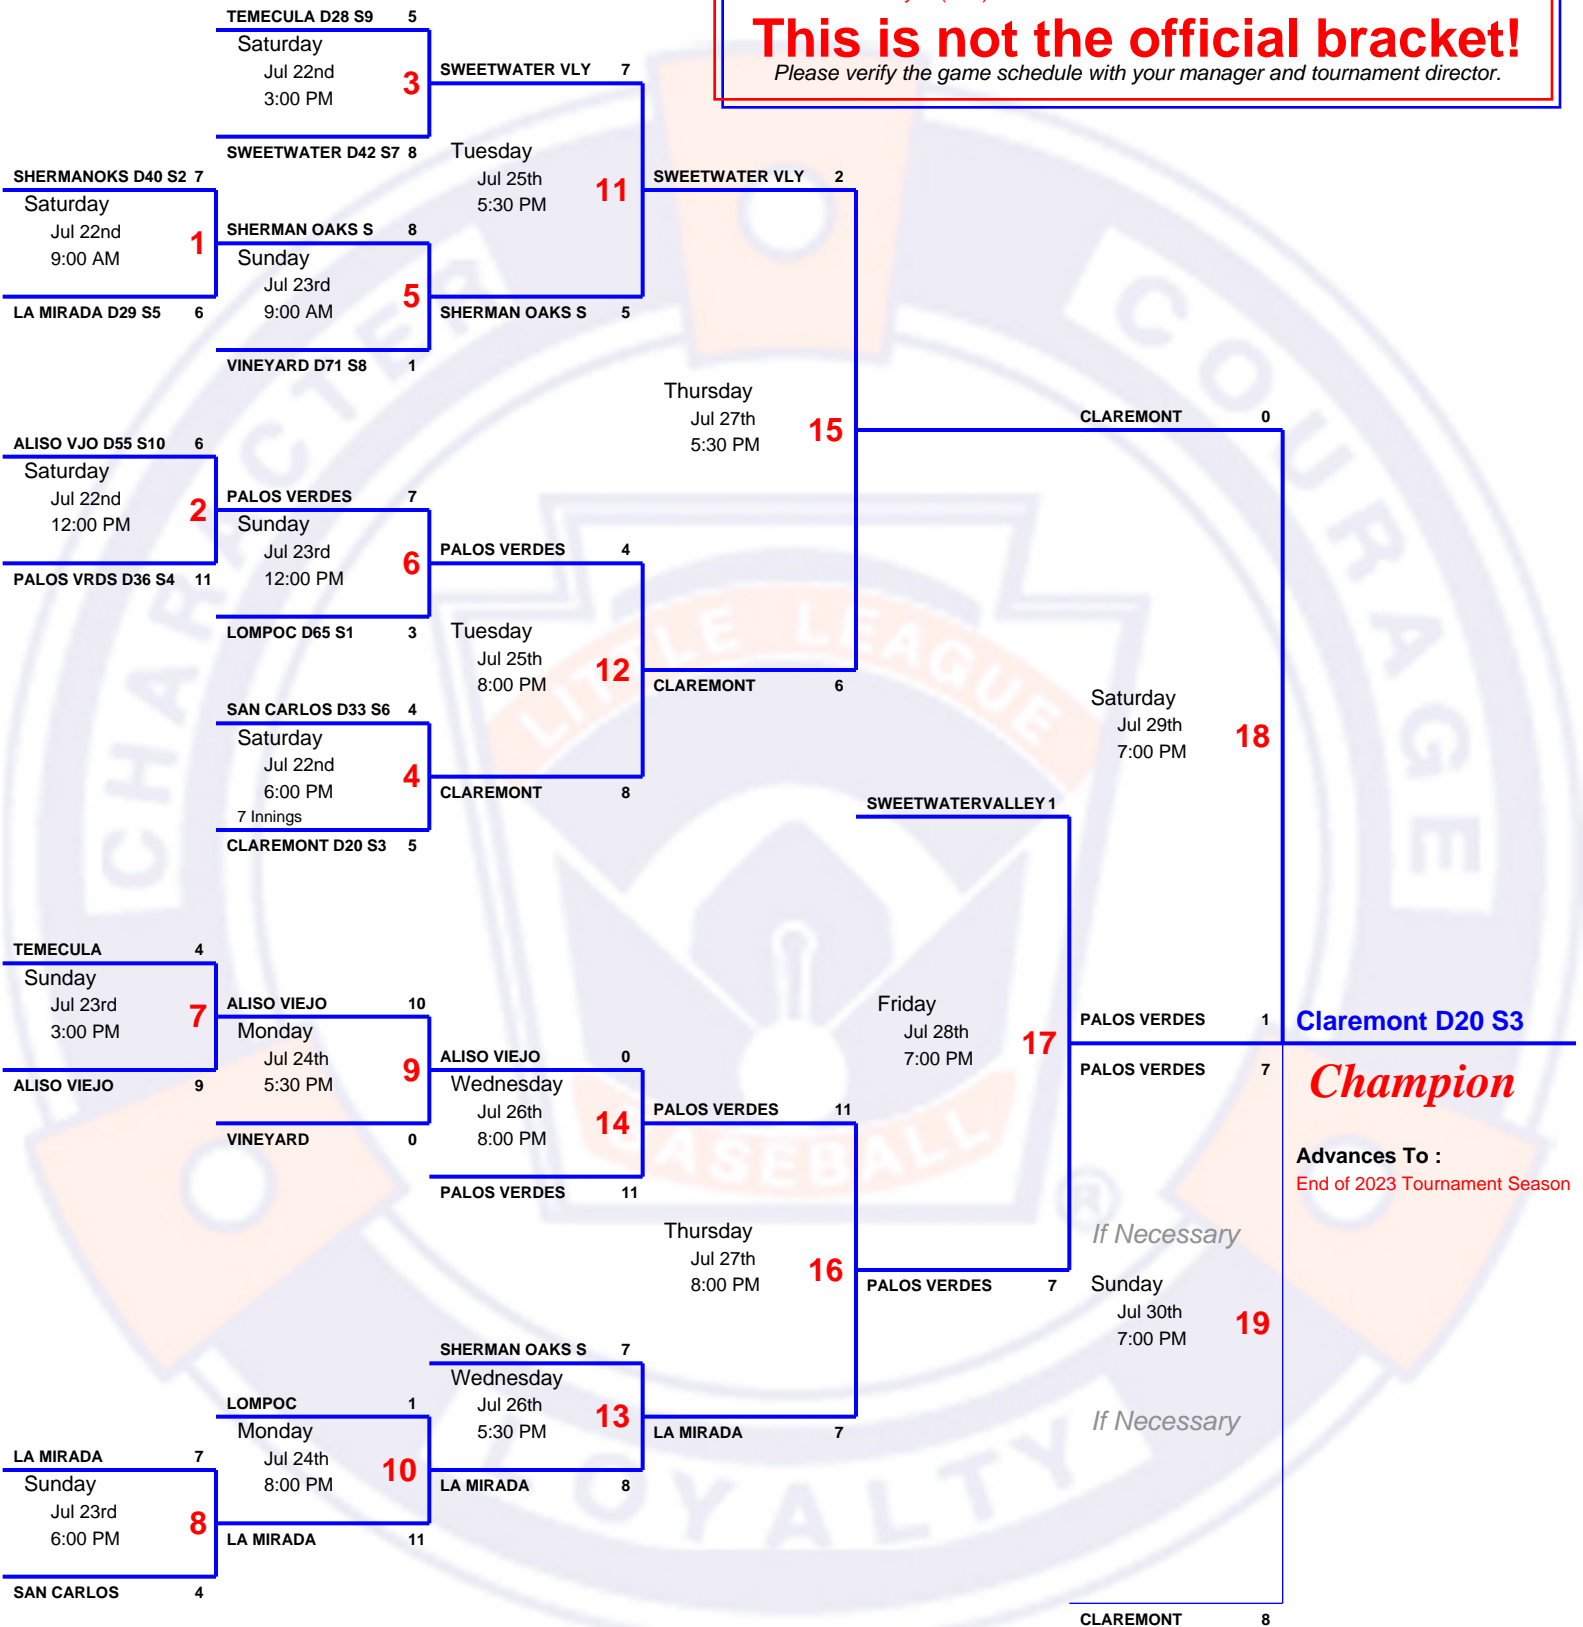 This is not the official bracket!
Please verify the game schedule with your manager and tournament director.
TEMECULA D28 S9 5
Saturday
Jul 22nd
3:00 PM
3
SWEETWATER D42 S7 8
SWEETWATER VLY 7
Tuesday
Jul 25th
5:30 PM
11
SHERMANOKS D40 S2 7
Saturday
Jul 22nd
9:00 AM
1
LA MIRADA D29 S5 6
SHERMAN OAKS S 8
Sunday
Jul 23rd
9:00 AM
5
VINEYARD D71 S8 1
SHERMAN OAKS S 5
SWEETWATER VLY 2
Thursday
Jul 27th
5:30 PM
15
ALISO VJO D55 S10 6
Saturday
Jul 22nd
12:00 PM
2
PALOS VRDS D36 S4 11
PALOS VERDES 7
Sunday
Jul 23rd
12:00 PM
6
LOMPOC D65 S1 3
PALOS VERDES 4
Tuesday
Jul 25th
8:00 PM
12
CLAREMONT 6
SAN CARLOS D33 S6 4
Saturday
Jul 22nd
6:00 PM
7 Innings
4
CLAREMONT D20 S3 5
CLAREMONT 8
CLAREMONT 0
Saturday
Jul 29th
7:00 PM
18
SWEETWATERVALLEY 1
Friday
Jul 28th
7:00 PM
17
PALOS VERDES 1
PALOS VERDES 7
Claremont D20 S3
Champion
Advances To :
End of 2023 Tournament Season
TEMECULA 4
Sunday
Jul 23rd
3:00 PM
7
ALISO VIEJO 9
ALISO VIEJO 10
Monday
Jul 24th
5:30 PM
9
VINEYARD 0
ALISO VIEJO 0
Wednesday
Jul 26th
8:00 PM
14
PALOS VERDES 11
PALOS VERDES 11
Thursday
Jul 27th
8:00 PM
16
PALOS VERDES 7
If Necessary
Sunday
Jul 30th
7:00 PM
19
If Necessary
SHERMAN OAKS S 7
Wednesday
Jul 26th
5:30 PM
13
LA MIRADA 7
LOMPOC 1
Monday
Jul 24th
8:00 PM
10
LA MIRADA 8
LA MIRADA 7
Sunday
Jul 23rd
6:00 PM
8
LA MIRADA 11
SAN CARLOS 4
CLAREMONT 8
CHARACTER
COURAGE
LOYALTY
LITTLE LEAGUE
BASEBALL
®